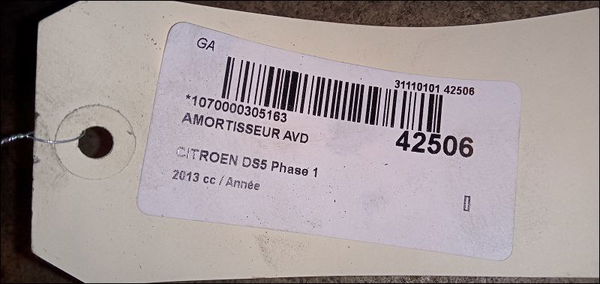 GA
31110101 42506
*1070000305163
AMORTISSEUR AVD
42506
CITROEN DS5 Phase 1
2013 cc / Année